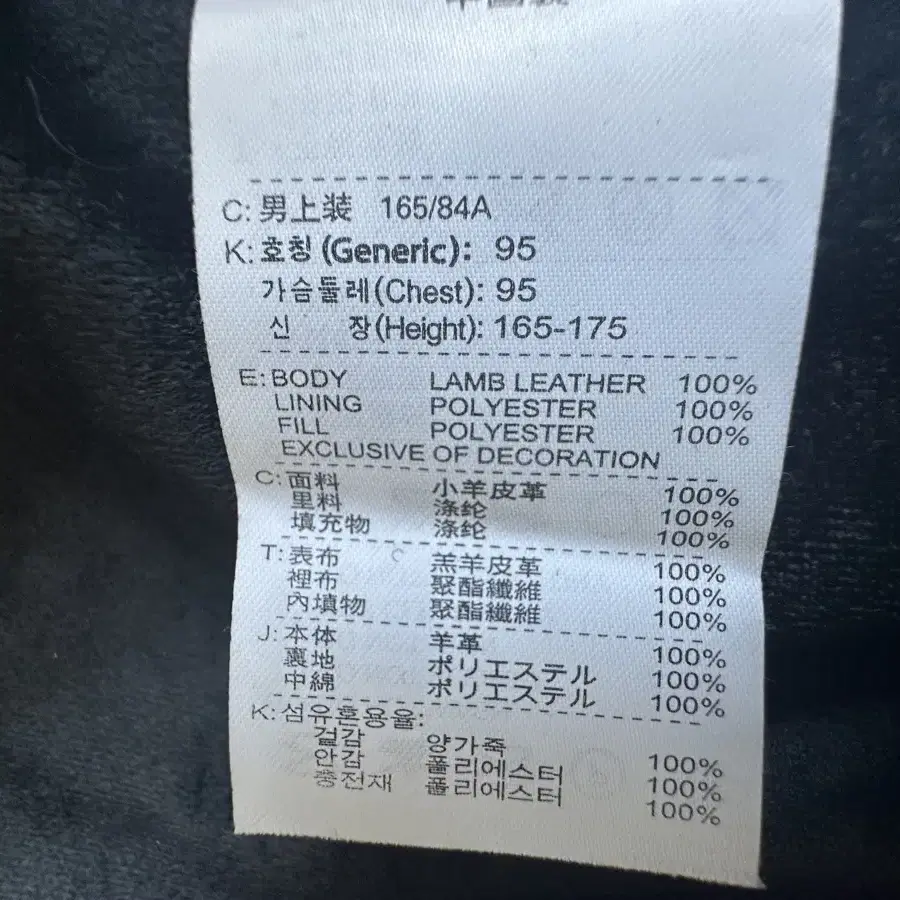 C: 男上装 165/84A
K: 호칭 (Generic): 95
가슴둘레(Chest): 95
신 장(Height): 165-175
E: BODY LAMB LEATHER 100%
LINING POLYESTER 100%
FILL POLYESTER 100%
EXCLUSIVE OF DECORATION
C: 面料 小羊皮革 100%
里料 涤纶 100%
填充物 涤纶 100%
T: 表布 羔羊皮革 100%
裡布 聚酯纖維 100%
內填物 聚酯纖維 100%
J: 本体 羊革 100%
裏地 ポリエステル 100%
中綿 ポリエステル 100%
K: 섬유혼용율:
겉감 양가죽 100%
안감 폴리에스터 100%
충전재 폴리에스터 100%